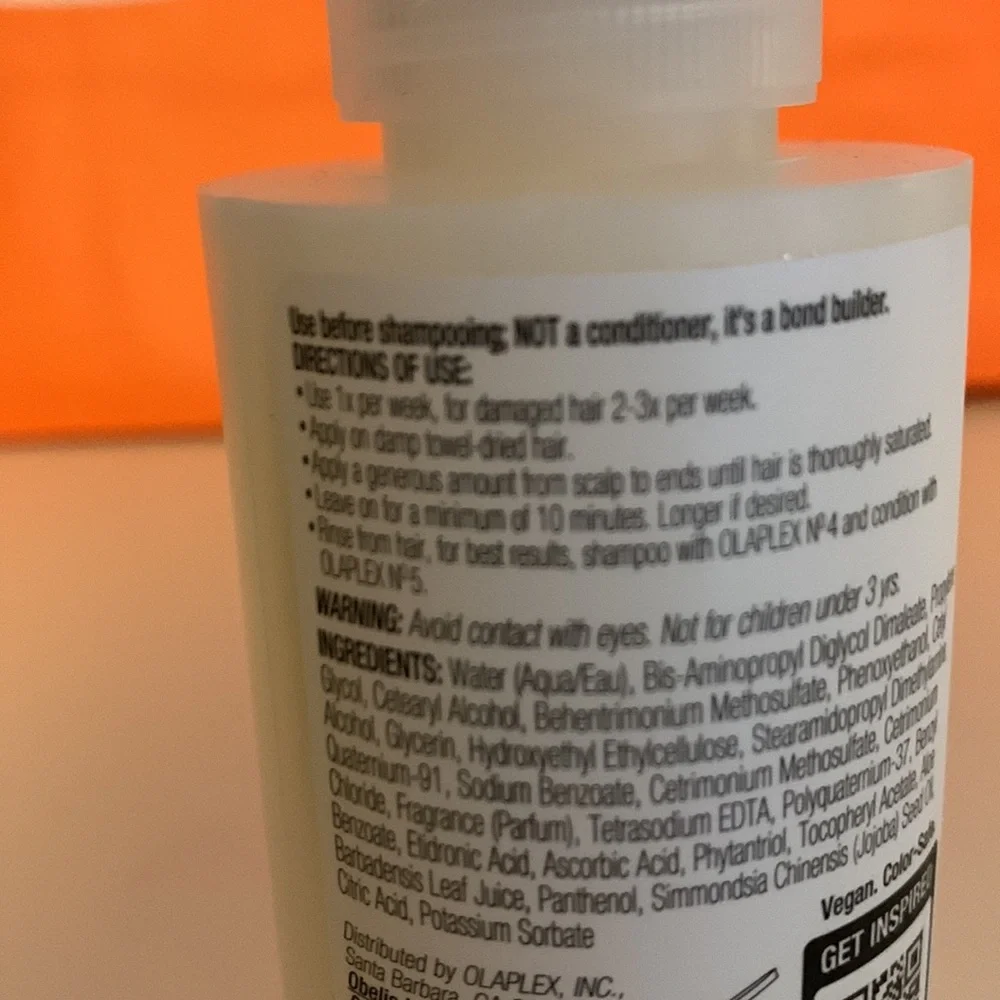 Use before shampooing; NOT a conditioner, it's a bond builder.
DIRECTIONS OF USE:
• Use 1x per week, for damaged hair 2-3x per week.
• Apply on damp towel-dried hair.
• Apply a generous amount from scalp to ends until hair is thoroughly saturated.
• Leave on for a minimum of 10 minutes. Longer if desired.
• Rinse from hair, for best results, shampoo with OLAPLEX Nº4 and condition with
OLAPLEX Nº5.
WARNING: Avoid contact with eyes. Not for children under 3 yrs.
INGREDIENTS: Water (Aqua/Eau), Bis-Aminopropyl Diglycol Dimaleate,
Glycol, Cetearyl Alcohol, Behentrimonium Methosulfate, Phenoxyethanol, Cetyl
Alcohol, Glycerin, Hydroxyethyl Ethylcellulose, Stearamidopropyl Dimethylamine,
Quaternium-91, Sodium Benzoate, Cetrimonium Methosulfate, Cetrimonium
Chloride, Fragrance (Parfum), Tetrasodium EDTA, Polyquaternium-37, Benzyl
Benzoate, Etidronic Acid, Ascorbic Acid, Phytantriol, Tocopheryl Acetate, Aloe
Barbadensis Leaf Juice, Panthenol, Simmondsia Chinensis (Jojoba) Seed Oil,
Citric Acid, Potassium Sorbate
Vegan. Color-Safe
GET INSPIRED
Distributed by OLAPLEX, INC.,
Santa Barbara, CA
Obelis